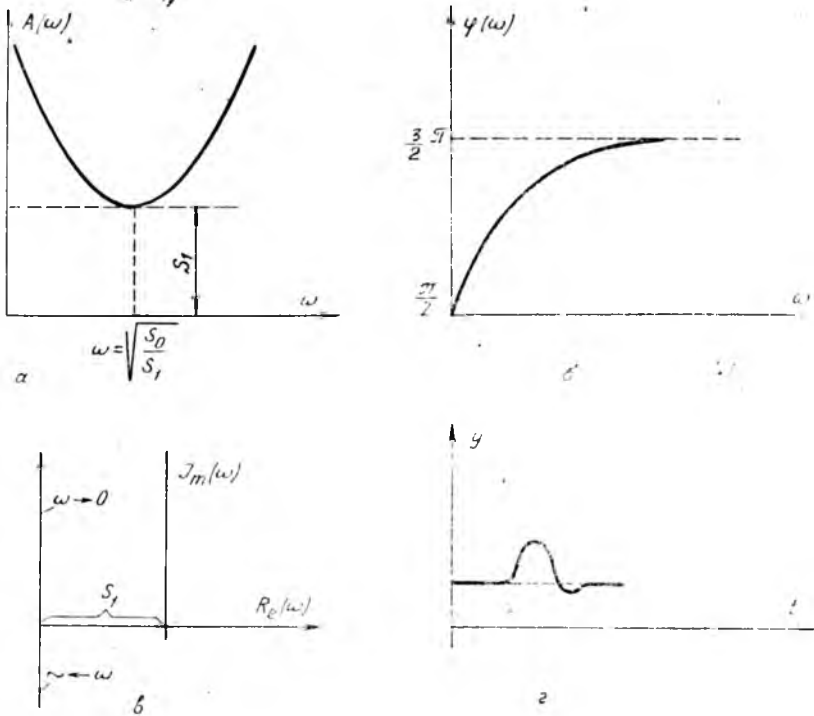 A(ω)
S₁
ω
ω = √(S₀/S₁)
а
φ(ω)
3/2 π
π/2
ω
б
ω→0
S₁
Jm(ω)
Re(ω)
∼←ω
в
y
t
г